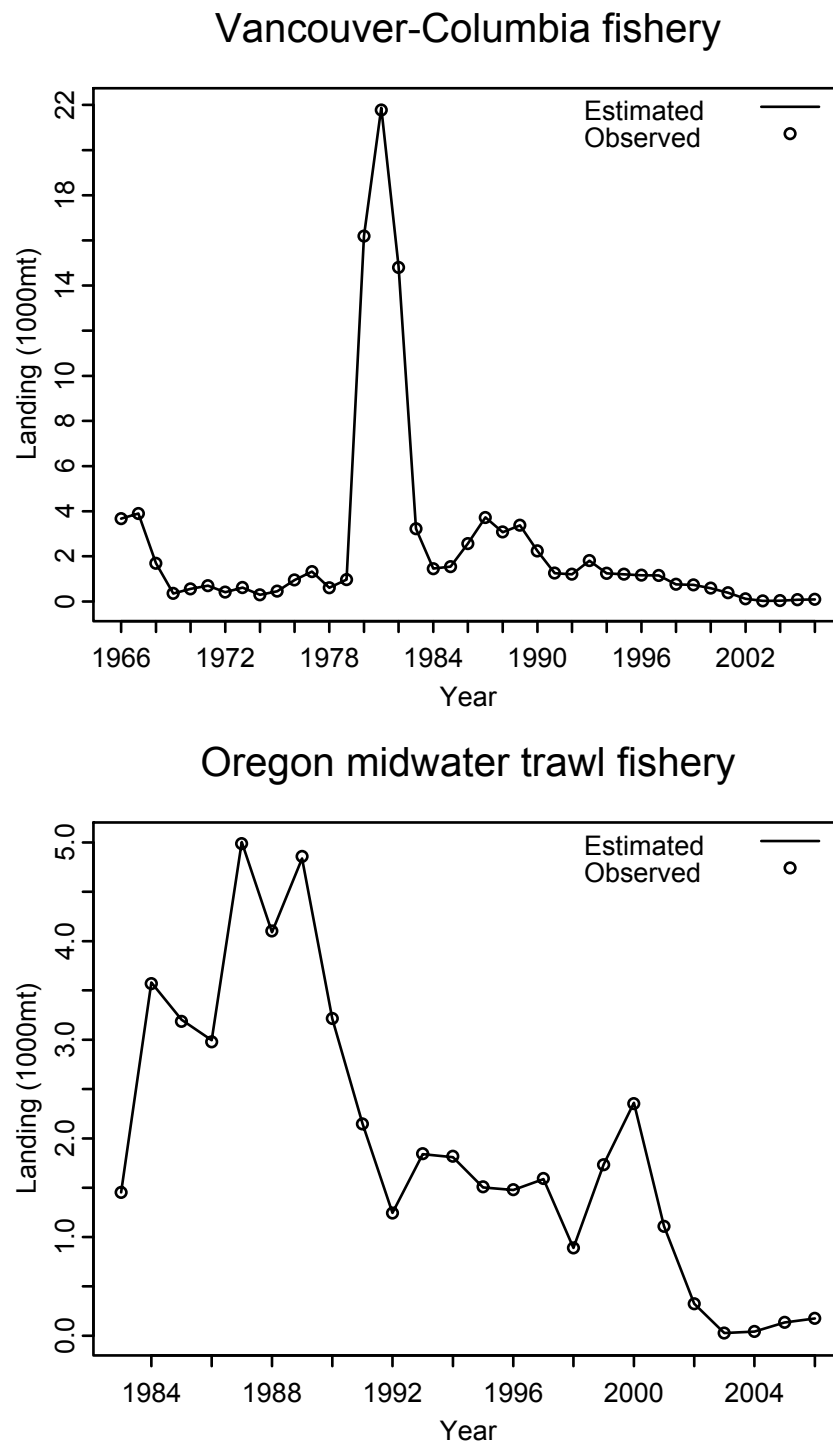 Vancouver-Columbia fishery
Estimated
Observed
Landing (1000mt)
22
18
14
10
8
6
4
2
0
1966 1972 1978 1984 1990 1996 2002
Year
Oregon midwater trawl fishery
Estimated
Observed
Landing (1000mt)
5.0
4.0
3.0
2.0
1.0
0.0
1984 1988 1992 1996 2000 2004
Year